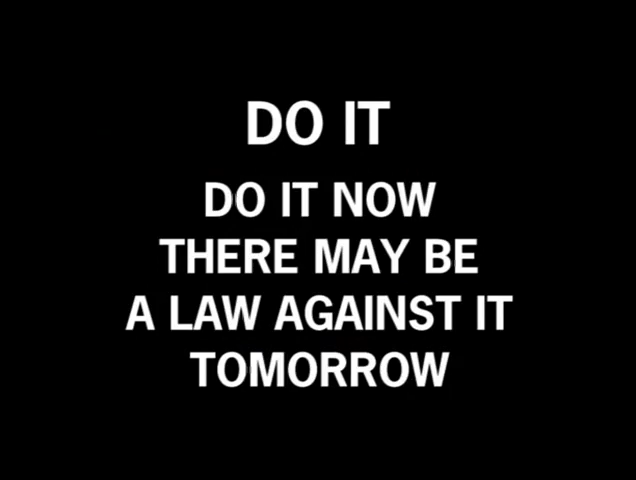 DO IT
DO IT NOW
THERE MAY BE
A LAW AGAINST IT
TOMORROW